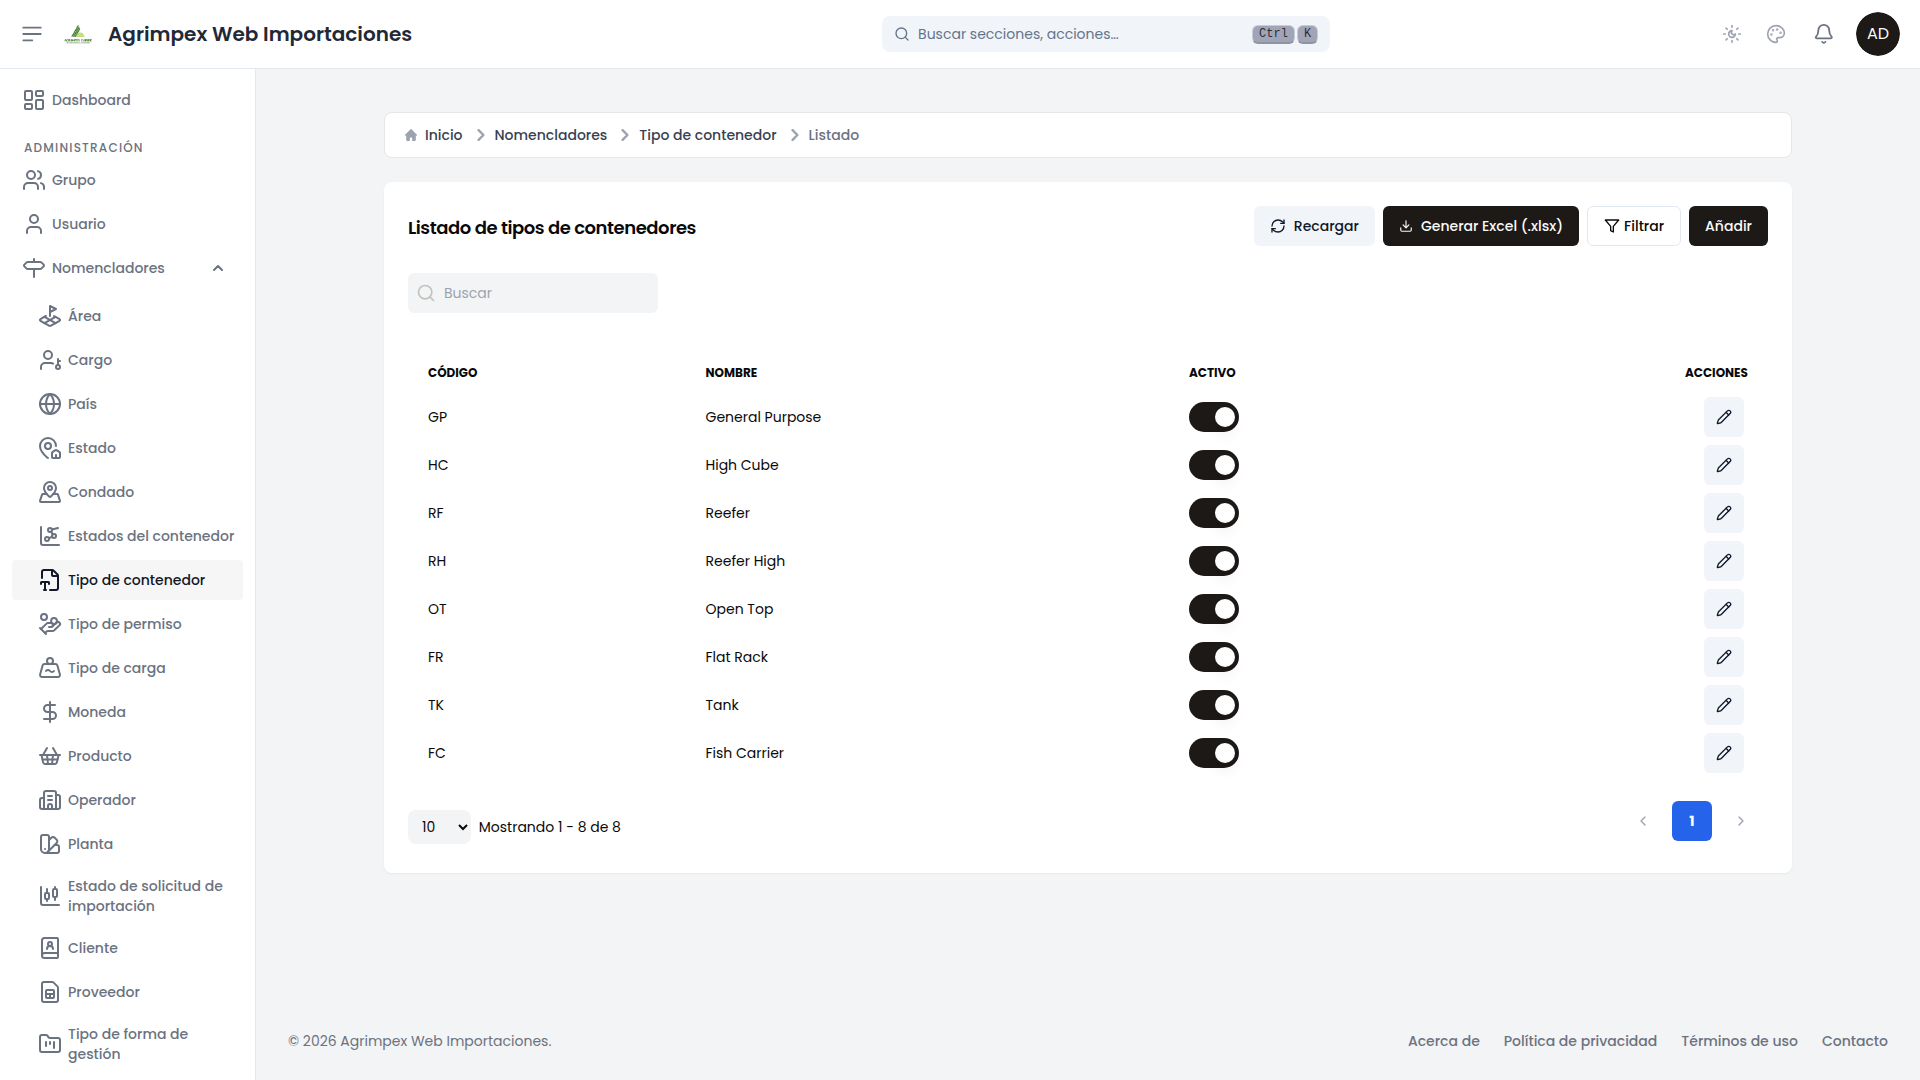 Agrimpex Web Importaciones
Buscar secciones, acciones...
Ctrl K
AD
Dashboard
ADMINISTRACIÓN
Grupo
Usuario
Nomencladores
Área
Cargo
País
Estado
Condado
Estados del contenedor
Tipo de contenedor
Tipo de permiso
Tipo de carga
Moneda
Producto
Operador
Planta
Estado de solicitud de
importación
Cliente
Proveedor
Tipo de forma de
gestión
Inicio
Nomencladores
Tipo de contenedor
Listado
Listado de tipos de contenedores
Recargar
Generar Excel (.xlsx)
Filtrar
Añadir
Buscar
CÓDIGO NOMBRE ACTIVO ACCIONES
GP General Purpose
HC High Cube
RF Reefer
RH Reefer High
OT Open Top
FR Flat Rack
TK Tank
FC Fish Carrier
10 Mostrando 1 - 8 de 8
1
© 2026 Agrimpex Web Importaciones.
Acerca de
Política de privacidad
Términos de uso
Contacto